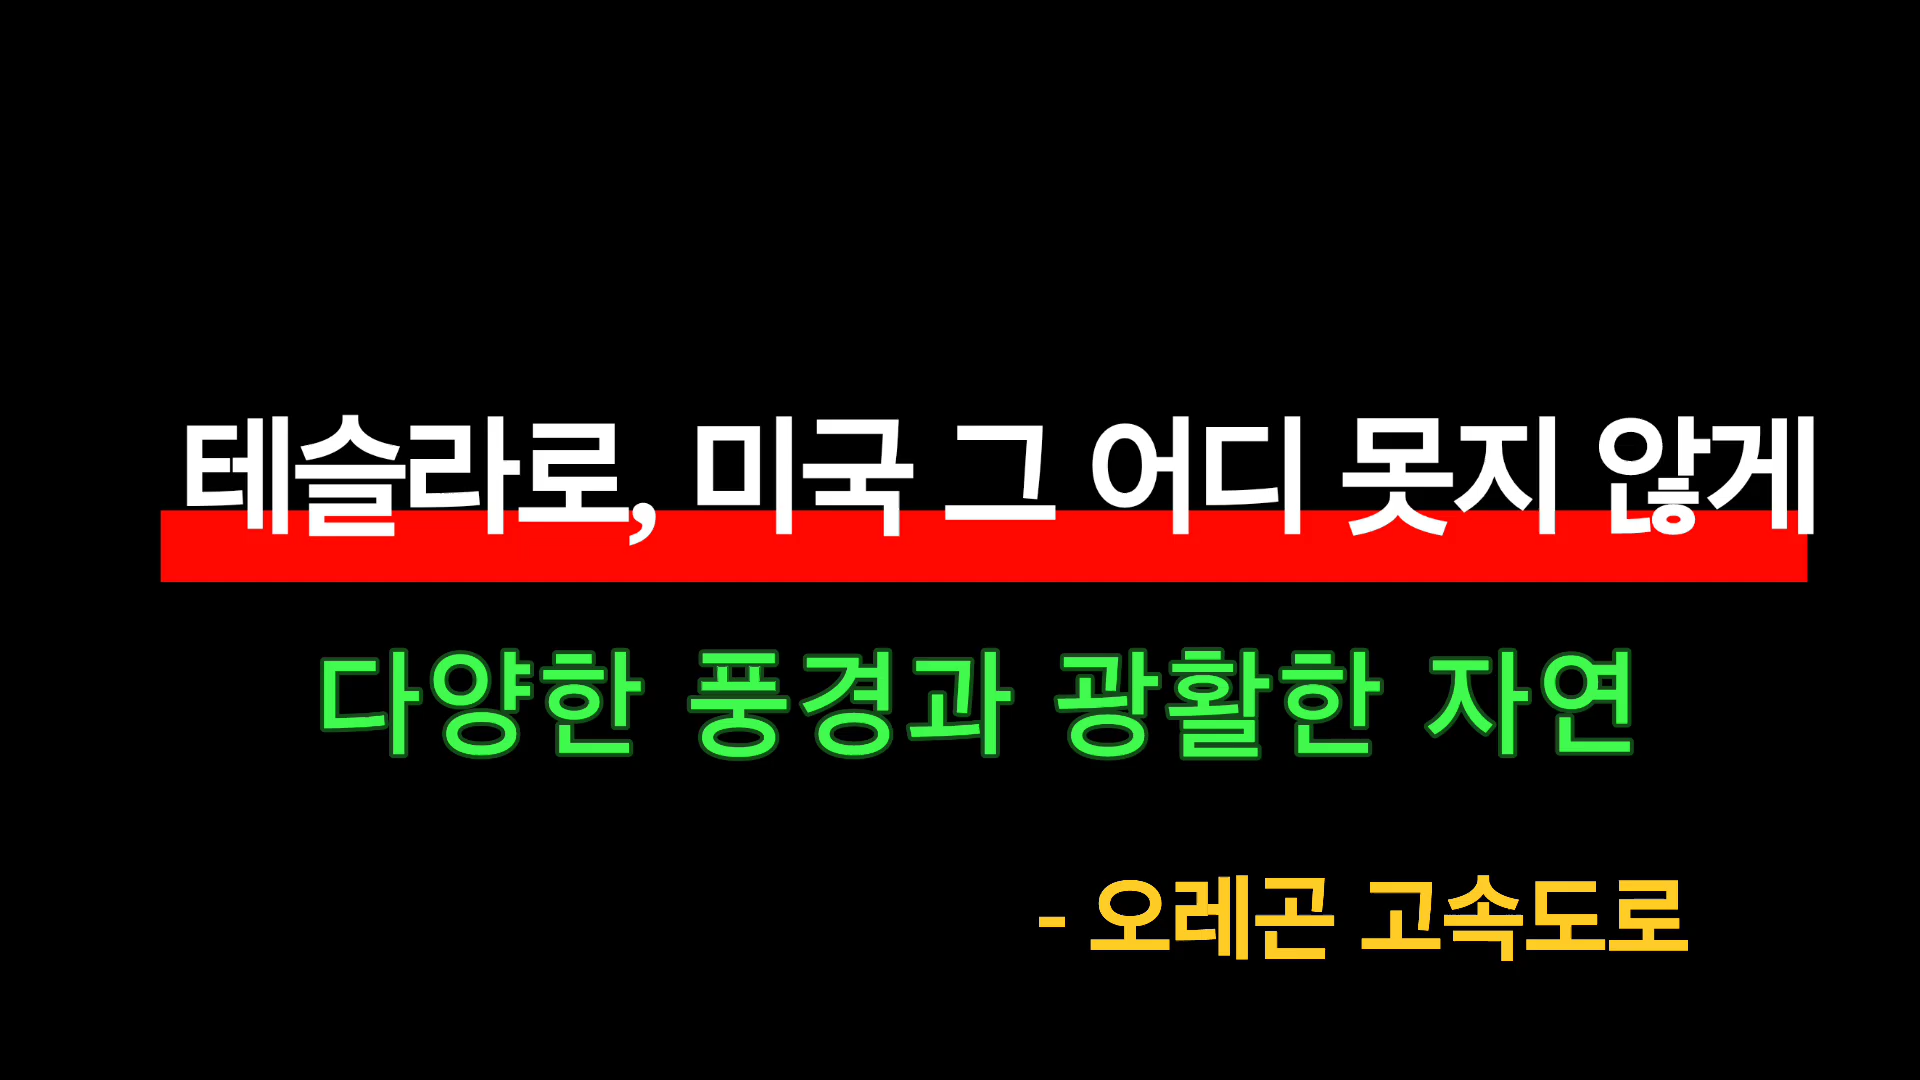 테슬라로, 미국 그 어디 못지 않게
다양한 풍경과 광활한 자연
- 오레곤 고속도로